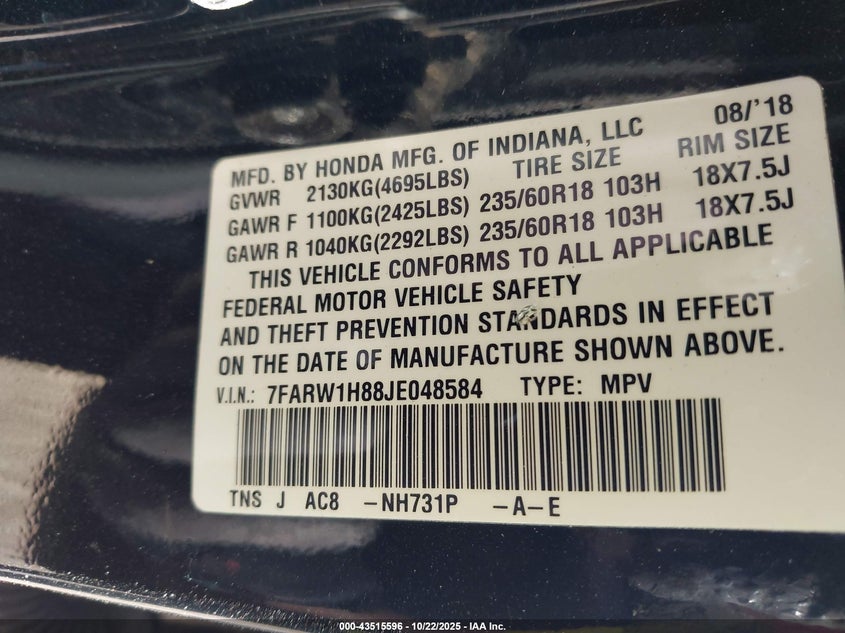 MFD. BY HONDA MFG. OF INDIANA, LLC 08/'18
GVWR 2130KG(4695LBS) TIRE SIZE RIM SIZE
GAWR F 1100KG(2425LBS) 235/60R18 103H 18X7.5J
GAWR R 1040KG(2292LBS) 235/60R18 103H 18X7.5J
THIS VEHICLE CONFORMS TO ALL APPLICABLE
FEDERAL MOTOR VEHICLE SAFETY
AND THEFT PREVENTION STANDARDS IN EFFECT
ON THE DATE OF MANUFACTURE SHOWN ABOVE.
V.I.N.: 7FARW1H88JE048584 TYPE: MPV
TNS J AC8 -NH731P -A-E
000-43515596 - 10/22/2025 - IAA Inc.